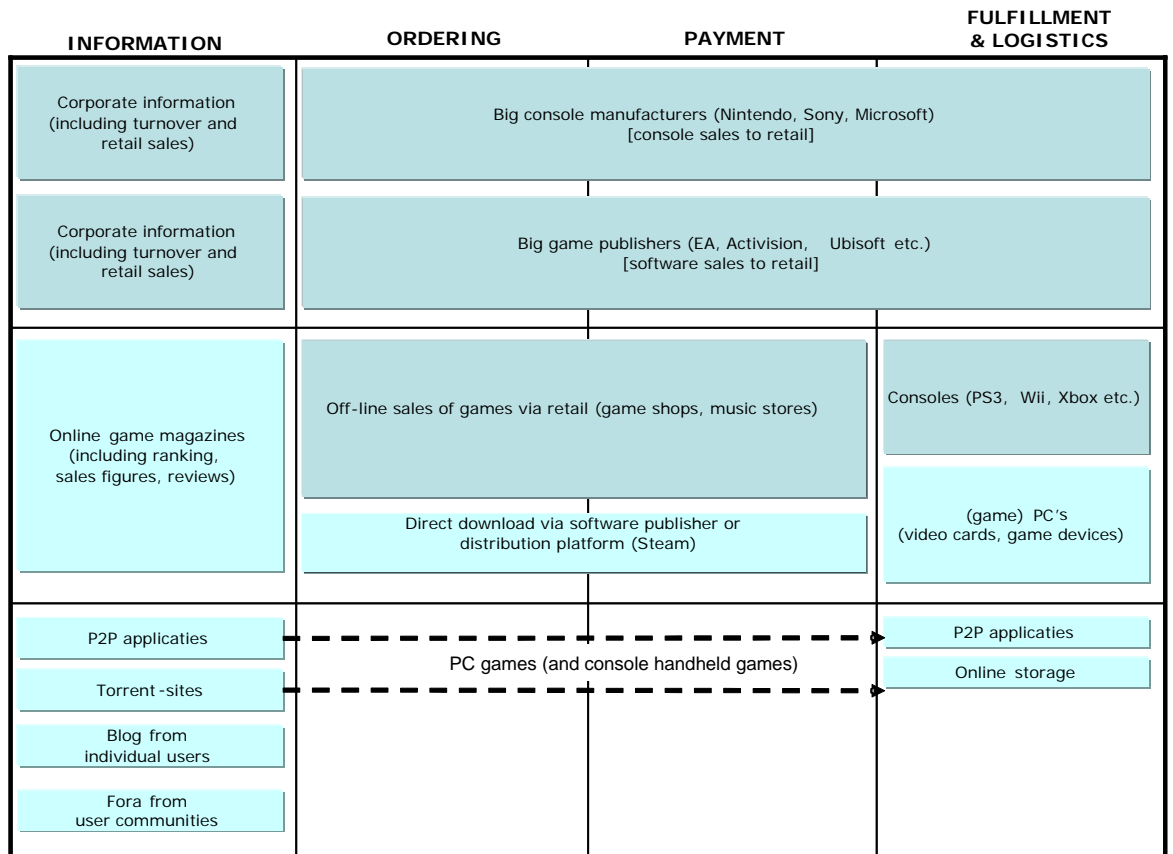 INFORMATION
ORDERING
PAYMENT
FULFILLMENT
& LOGISTICS
Corporate information
(including turnover and
retail sales)
Big console manufacturers (Nintendo, Sony, Microsoft)
[console sales to retail]
Corporate information
(including turnover and
retail sales)
Big game publishers (EA, Activision, Ubisoft etc.)
[software sales to retail]
Online game magazines
(including ranking,
sales figures, reviews)
Off-line sales of games via retail (game shops, music stores)
Direct download via software publisher or
distribution platform (Steam)
Consoles (PS3, Wii, Xbox etc.)
(game) PC's
(video cards, game devices)
P2P applicaties
Torrent-sites
Blog from
individual users
Fora from
user communities
PC games (and console handheld games)
P2P applicaties
Online storage